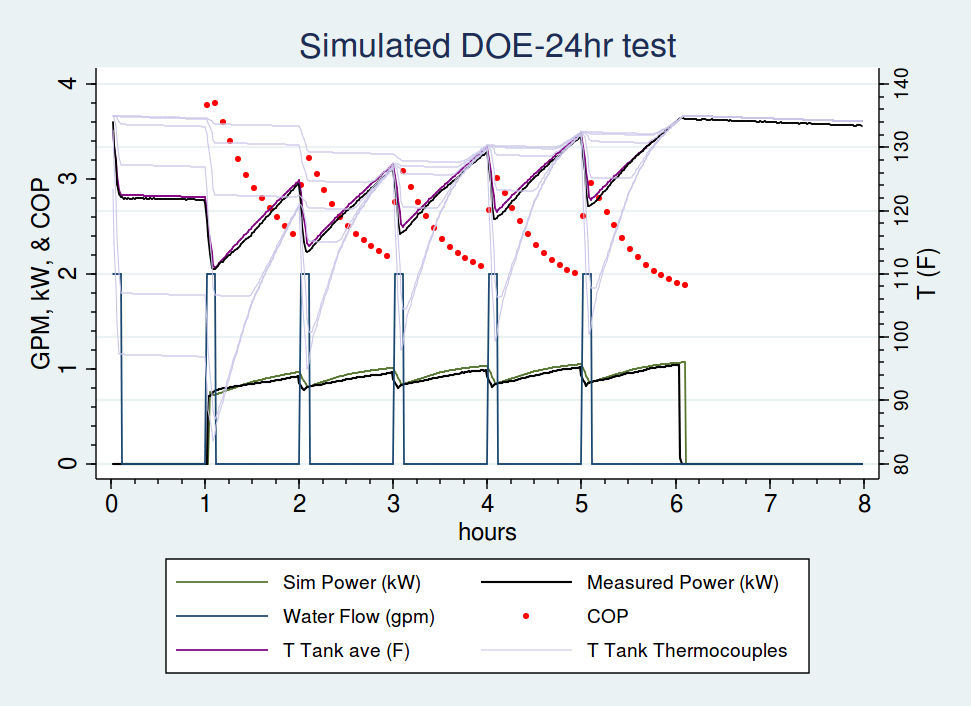 Simulated DOE-24hr test
GPM, kW, & COP
4
3
2
1
0
140
130
120
110
100
90
80
T (F)
0 1 2 3 4 5 6 7 8
hours
Sim Power (kW) Measured Power (kW)
Water Flow (gpm) COP
T Tank ave (F) T Tank Thermocouples